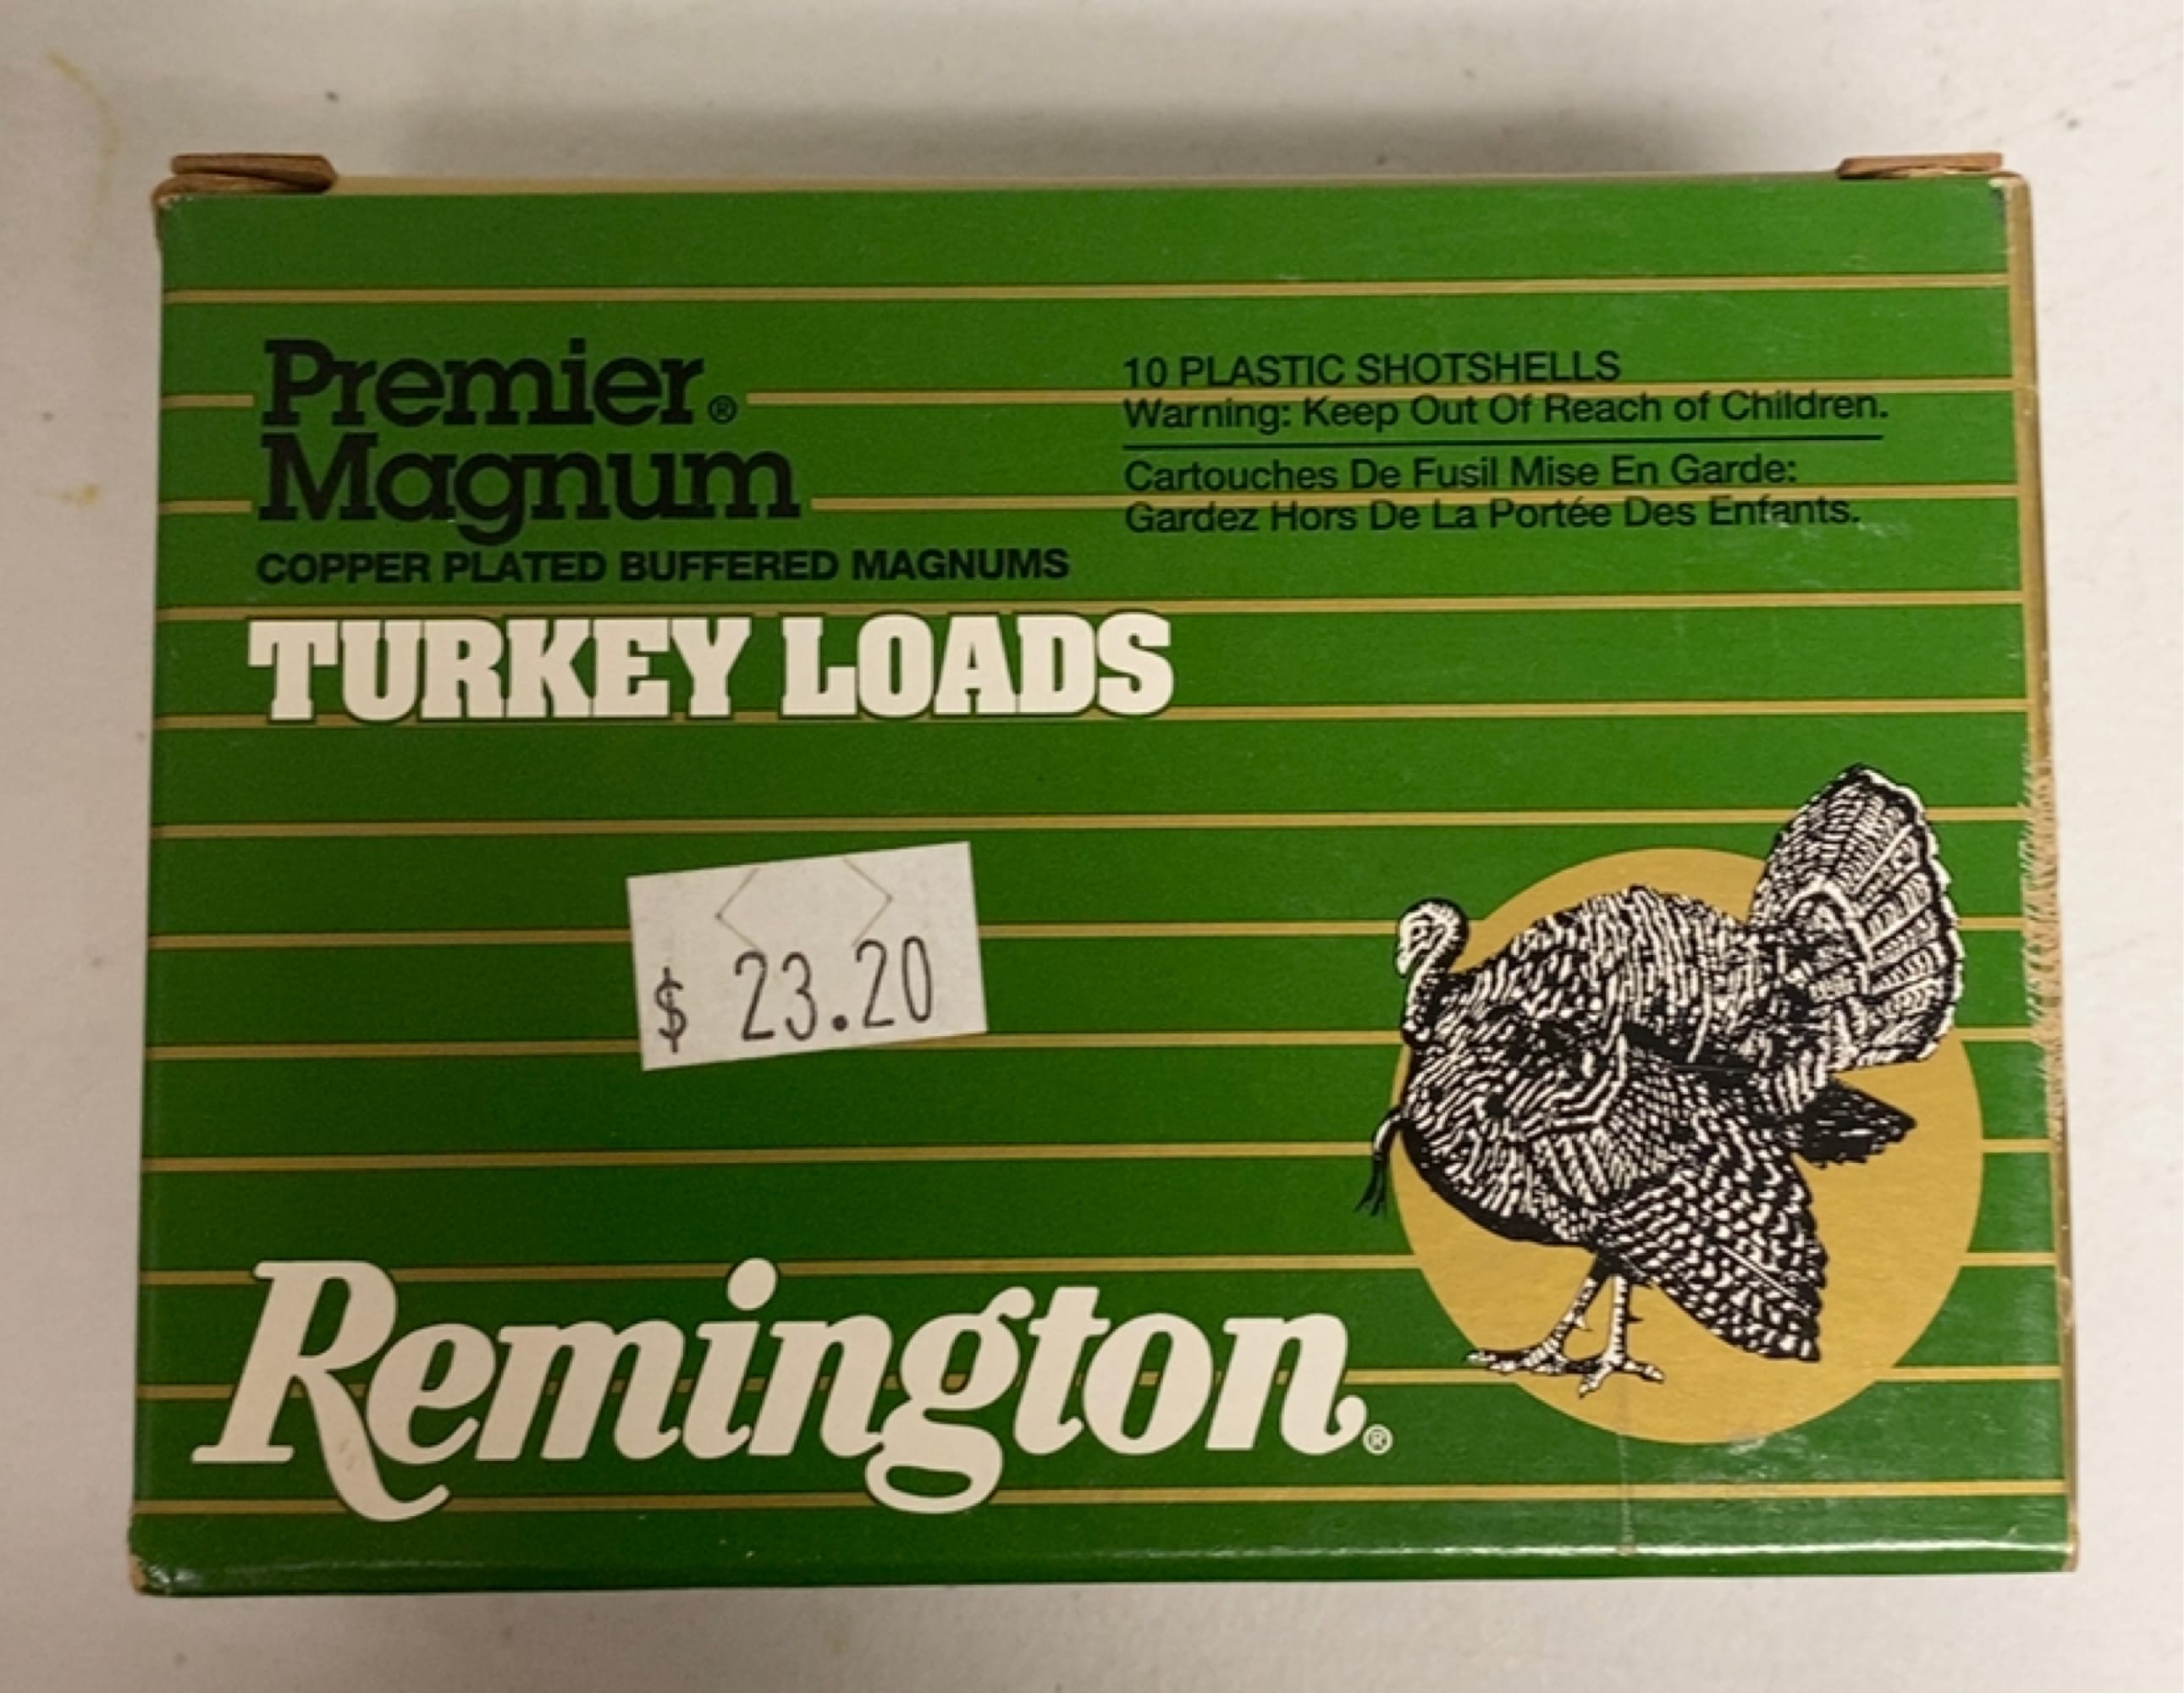 Premier®
Magnum
COPPER PLATED BUFFERED MAGNUMS
TURKEY LOADS
10 PLASTIC SHOTSHELLS
Warning: Keep Out Of Reach of Children.
Cartouches De Fusil Mise En Garde:
Gardez Hors De La Portée Des Enfants.
$ 23.20
Remington®